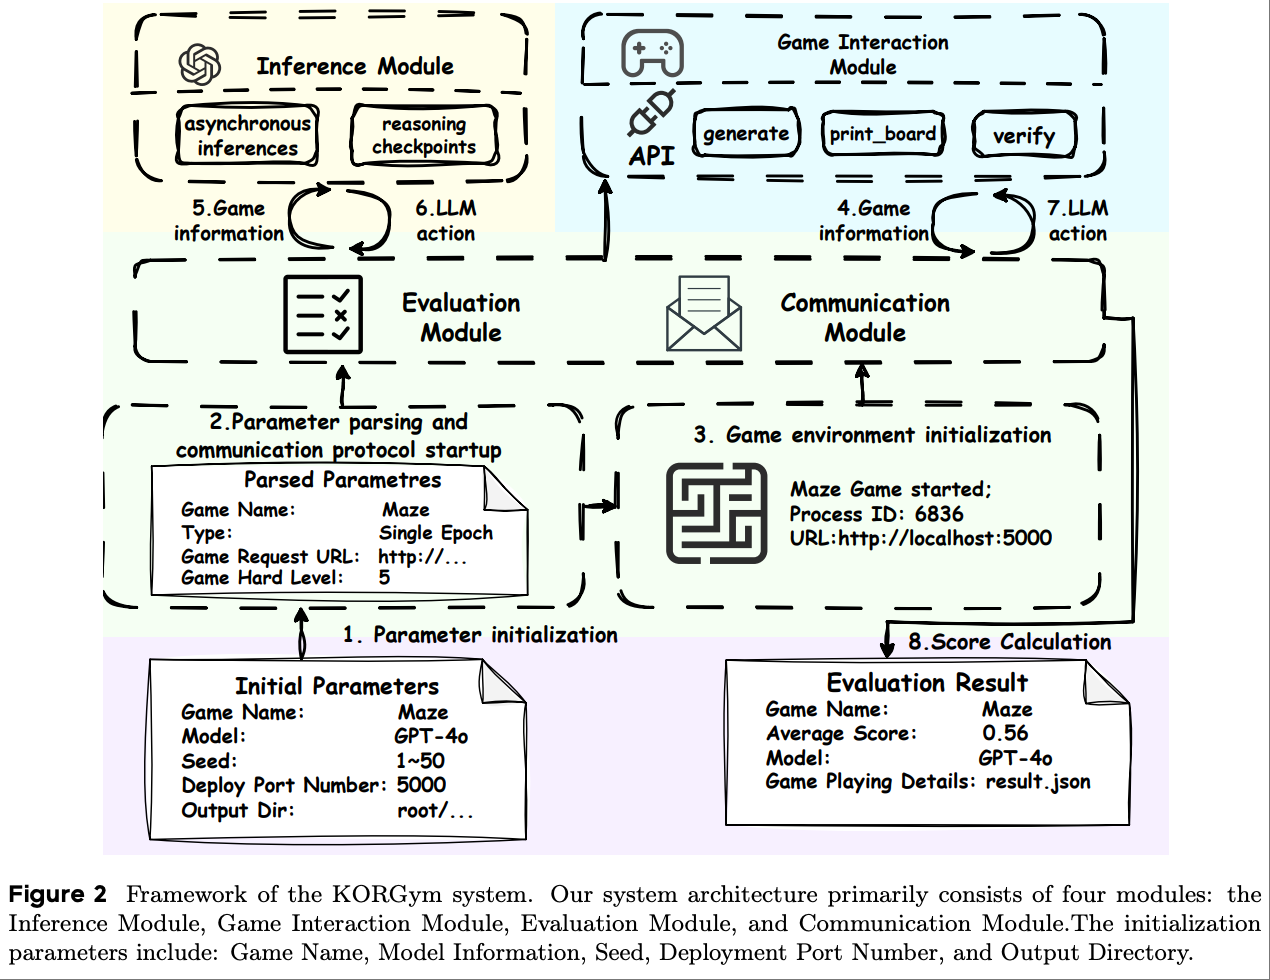 Inference Module
asynchronous
inferences
reasoning
checkpoints
Game Interaction
Module
API
generate
print_board
verify
5.Game
information
6.LLM
action
4.Game
information
7.LLM
action
Evaluation
Module
Communication
Module
2.Parameter parsing and
communication protocol startup
Parsed Parametres
Game Name: Maze
Type: Single Epoch
Game Request URL: http://...
Game Hard Level: 5
3. Game environment initialization
Maze Game started;
Process ID: 6836
URL:http://localhost:5000
1. Parameter initialization
Initial Parameters
Game Name: Maze
Model: GPT-4o
Seed: 1~50
Deploy Port Number: 5000
Output Dir: root/...
8.Score Calculation
Evaluation Result
Game Name: Maze
Average Score: 0.56
Model: GPT-4o
Game Playing Details: result.json
Figure 2 Framework of the KORGym system. Our system architecture primarily consists of four modules: the
Inference Module, Game Interaction Module, Evaluation Module, and Communication Module.The initialization
parameters include: Game Name, Model Information, Seed, Deployment Port Number, and Output Directory.